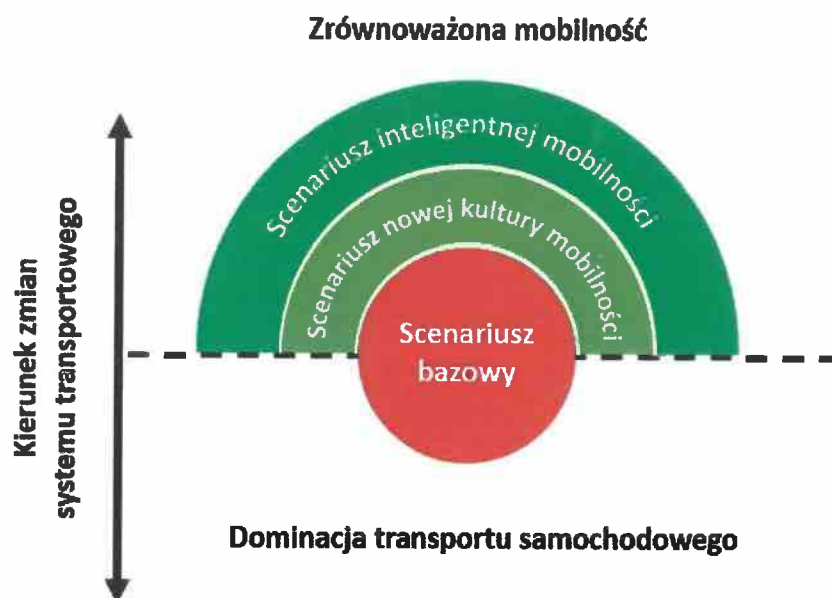 Zrównoważona mobilność
Scenariusz inteligentnej mobilności
Scenariusz nowej kultury mobilności
Scenariusz
bazowy
Kierunek zmian
systemu transportowego
Dominacja transportu samochodowego